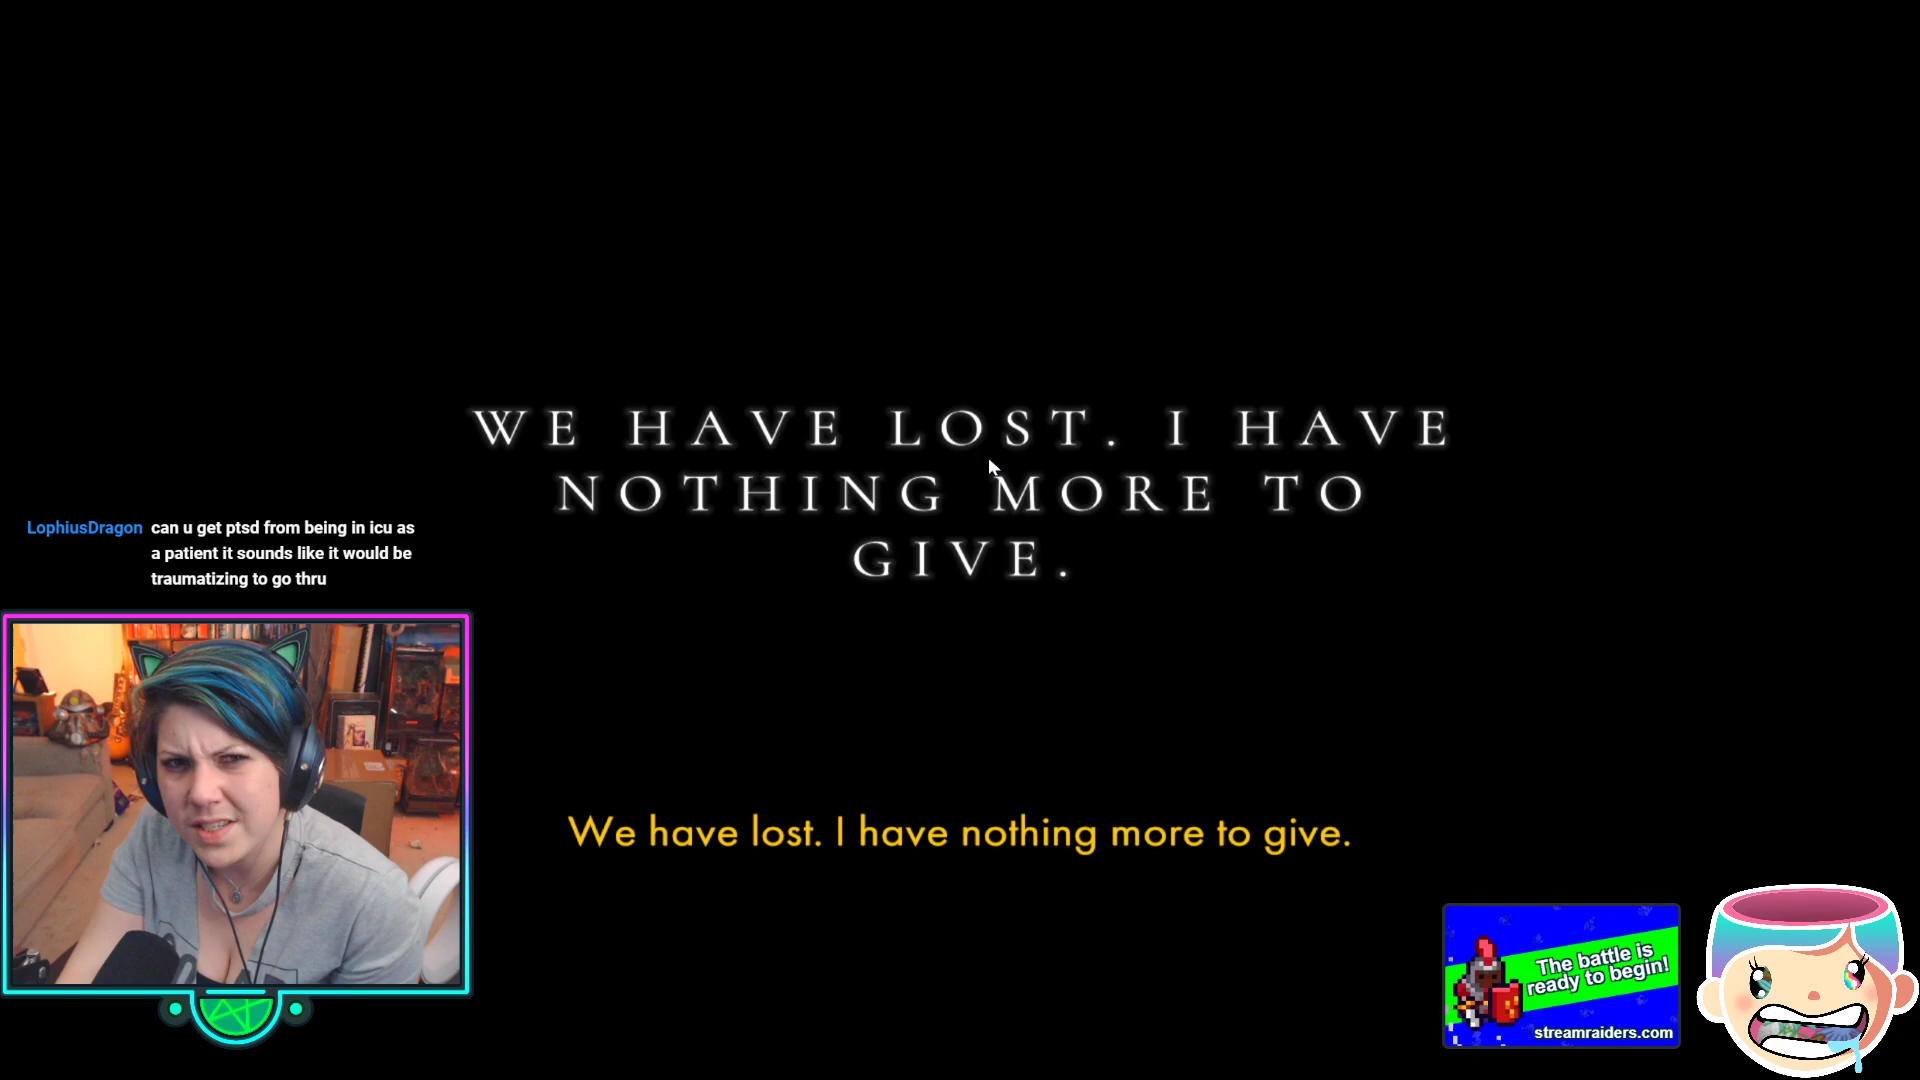 WE HAVE LOST. I HAVE
NOTHING MORE TO
GIVE.
LophiusDragon can u get ptsd from being in icu as
a patient it sounds like it would be
traumatizing to go thru
We have lost. I have nothing more to give.
The battle is
ready to begin!
streamraiders.com